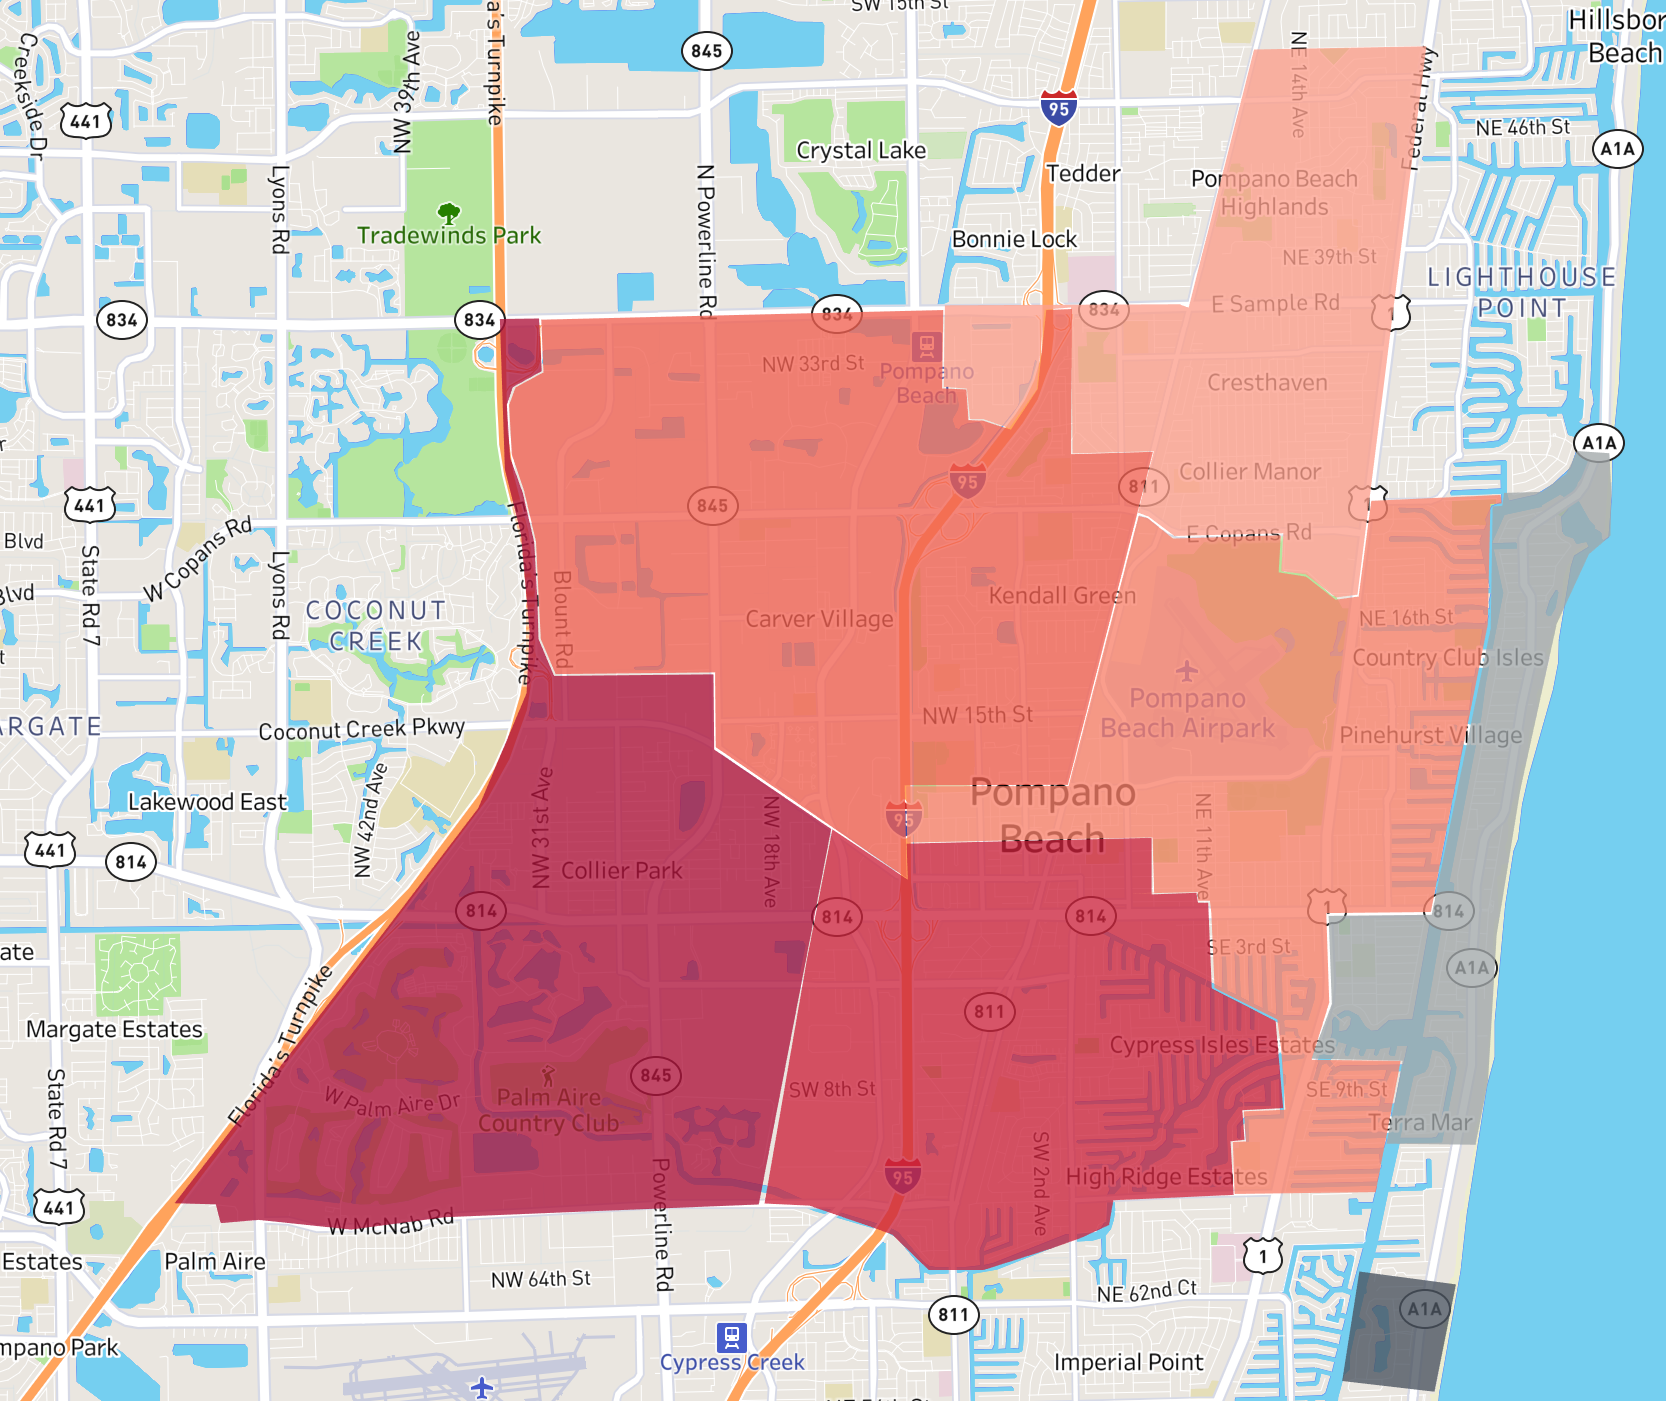 SW 15th St
Hillsbor
Beach
a's Turnpike
845
Creekside Dr
NW 39th Ave
NE 14th Ave
Federal Hwy
441
95
NE 46th St
A1A
Crystal Lake
Tedder
Lyons Rd
N Powerline Rd
Pompano Beach
Highlands
Tradewinds Park
Bonnie Lock
NE 39th St
LIGHTHOUSE
POINT
834
834
834
834
E Sample Rd
1
NW 33rd St
Pompano
Beach
Cresthaven
A1A
441
845
95
811
Collier Manor
1
Blvd
W Copans Rd
E Copans Rd
State Rd 7
Lyons Rd
Florida's Turnpike
Blount Rd
Blvd
COCONUT
CREEK
Carver Village
Kendall Green
NE 16th St
Country Club Isles
Pompano
Beach Airpark
NW 15th St
Pinehurst Village
ARGATE
Coconut Creek Pkwy
Lakewood East
NW 42nd Ave
NW 31st Ave
NW 18th Ave
95
Pompano
Beach
NE 11th Ave
441
814
Collier Park
814
814
814
1
814
ate
SE 3rd St
A1A
Margate Estates
Florida's Turnpike
811
Cypress Isles Estates
845
SW 8th St
SE 9th St
W Palm Aire Dr
Palm Aire
Country Club
Terra Mar
State Rd 7
SW 2nd Ave
High Ridge Estates
95
441
W McNab Rd
Powerline Rd
Estates
Palm Aire
1
NW 64th St
NE 62nd Ct
811
A1A
mpano Park
Cypress Creek
Imperial Point